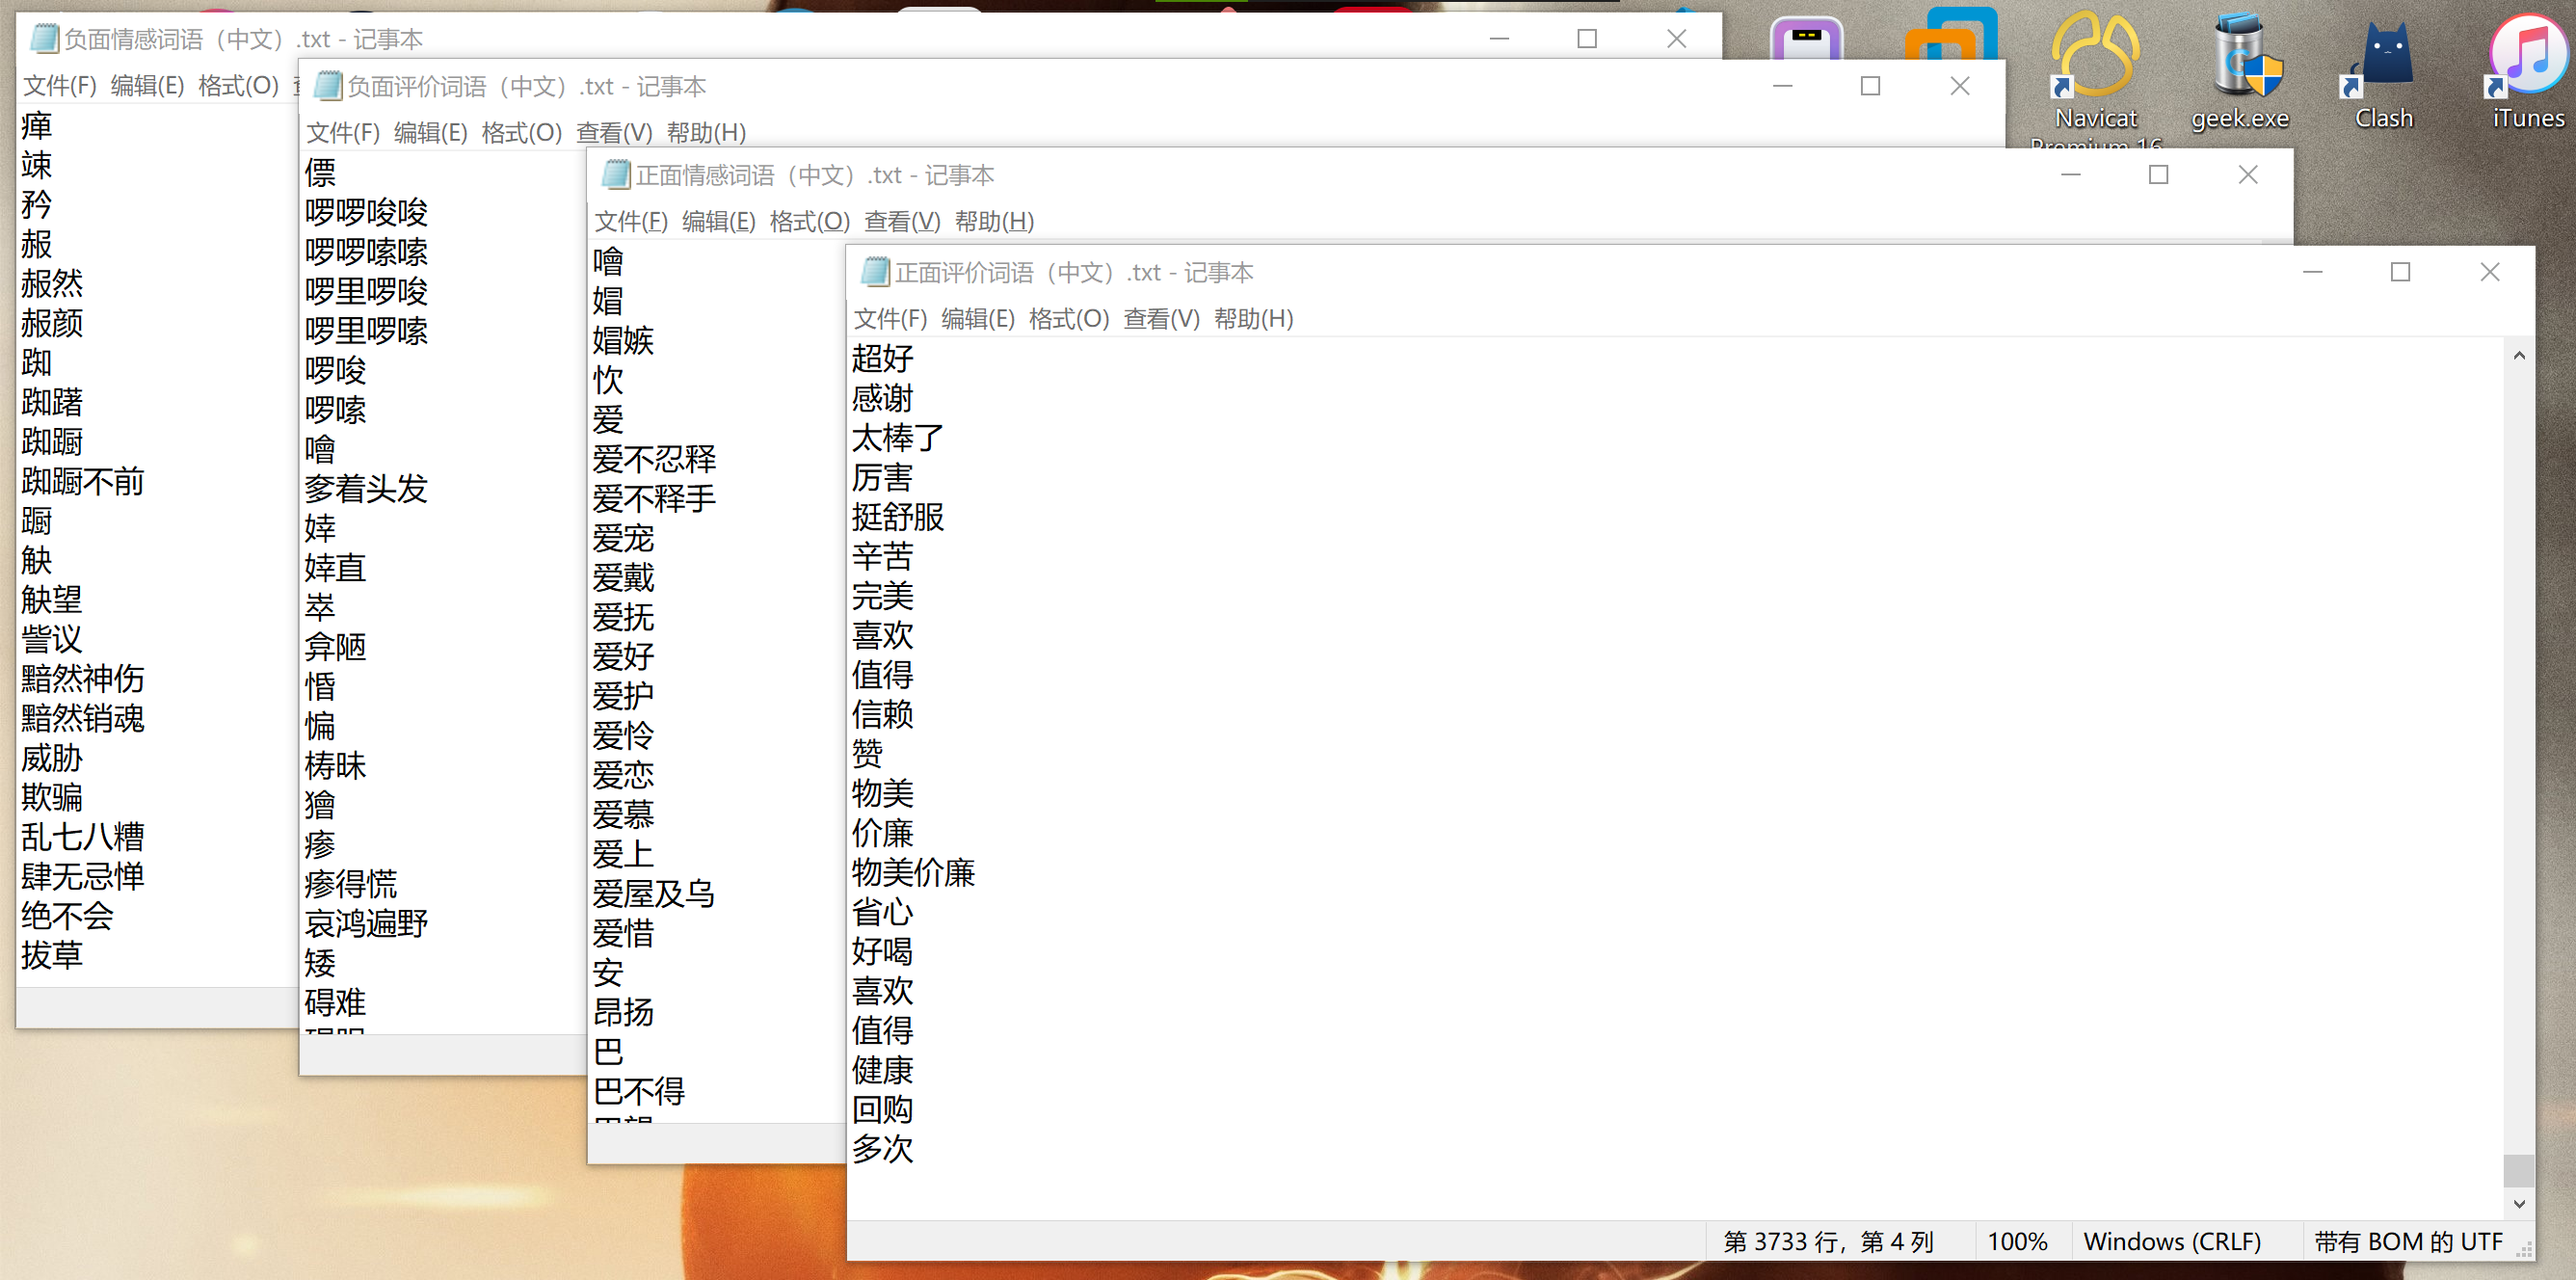 负面情感词语（中文）.txt - 记事本
文件(F) 编辑(E) 格式(O)
瘅
竦
矜
赧
赧然
赧颜
踟
踟躇
踟蹰
踟蹰不前
蹰
觖
觖望
訾议
黯然神伤
黯然销魂
威胁
欺骗
乱七八糟
肆无忌惮
绝不会
拔草
负面评价词语（中文）.txt - 记事本
文件(F) 编辑(E) 格式(O) 查看(V) 帮助(H)
僄
啰啰唆唆
啰啰嗦嗦
啰里啰唆
啰里啰嗦
啰唆
啰嗦
噲
奓着头发
婞
婞直
崒
弇陋
惛
惼
梼昧
獪
瘆
瘆得慌
哀鸿遍野
矮
碍难
正面情感词语（中文）.txt - 记事本
文件(F) 编辑(E) 格式(O) 查看(V) 帮助(H)
噲
媢
媢嫉
忺
爱
爱不忍释
爱不释手
爱宠
爱戴
爱抚
爱好
爱护
爱怜
爱恋
爱慕
爱上
爱屋及乌
爱惜
安
昂扬
巴
巴不得
正面评价词语（中文）.txt - 记事本
文件(F) 编辑(E) 格式(O) 查看(V) 帮助(H)
超好
感谢
太棒了
厉害
挺舒服
辛苦
完美
喜欢
值得
信赖
赞
物美
价廉
物美价廉
省心
好喝
喜欢
值得
健康
回购
多次
第 3733 行，第 4 列
100%
Windows (CRLF)
带有 BOM 的 UTF
Navicat
Premium 16
geek.exe
Clash
iTunes